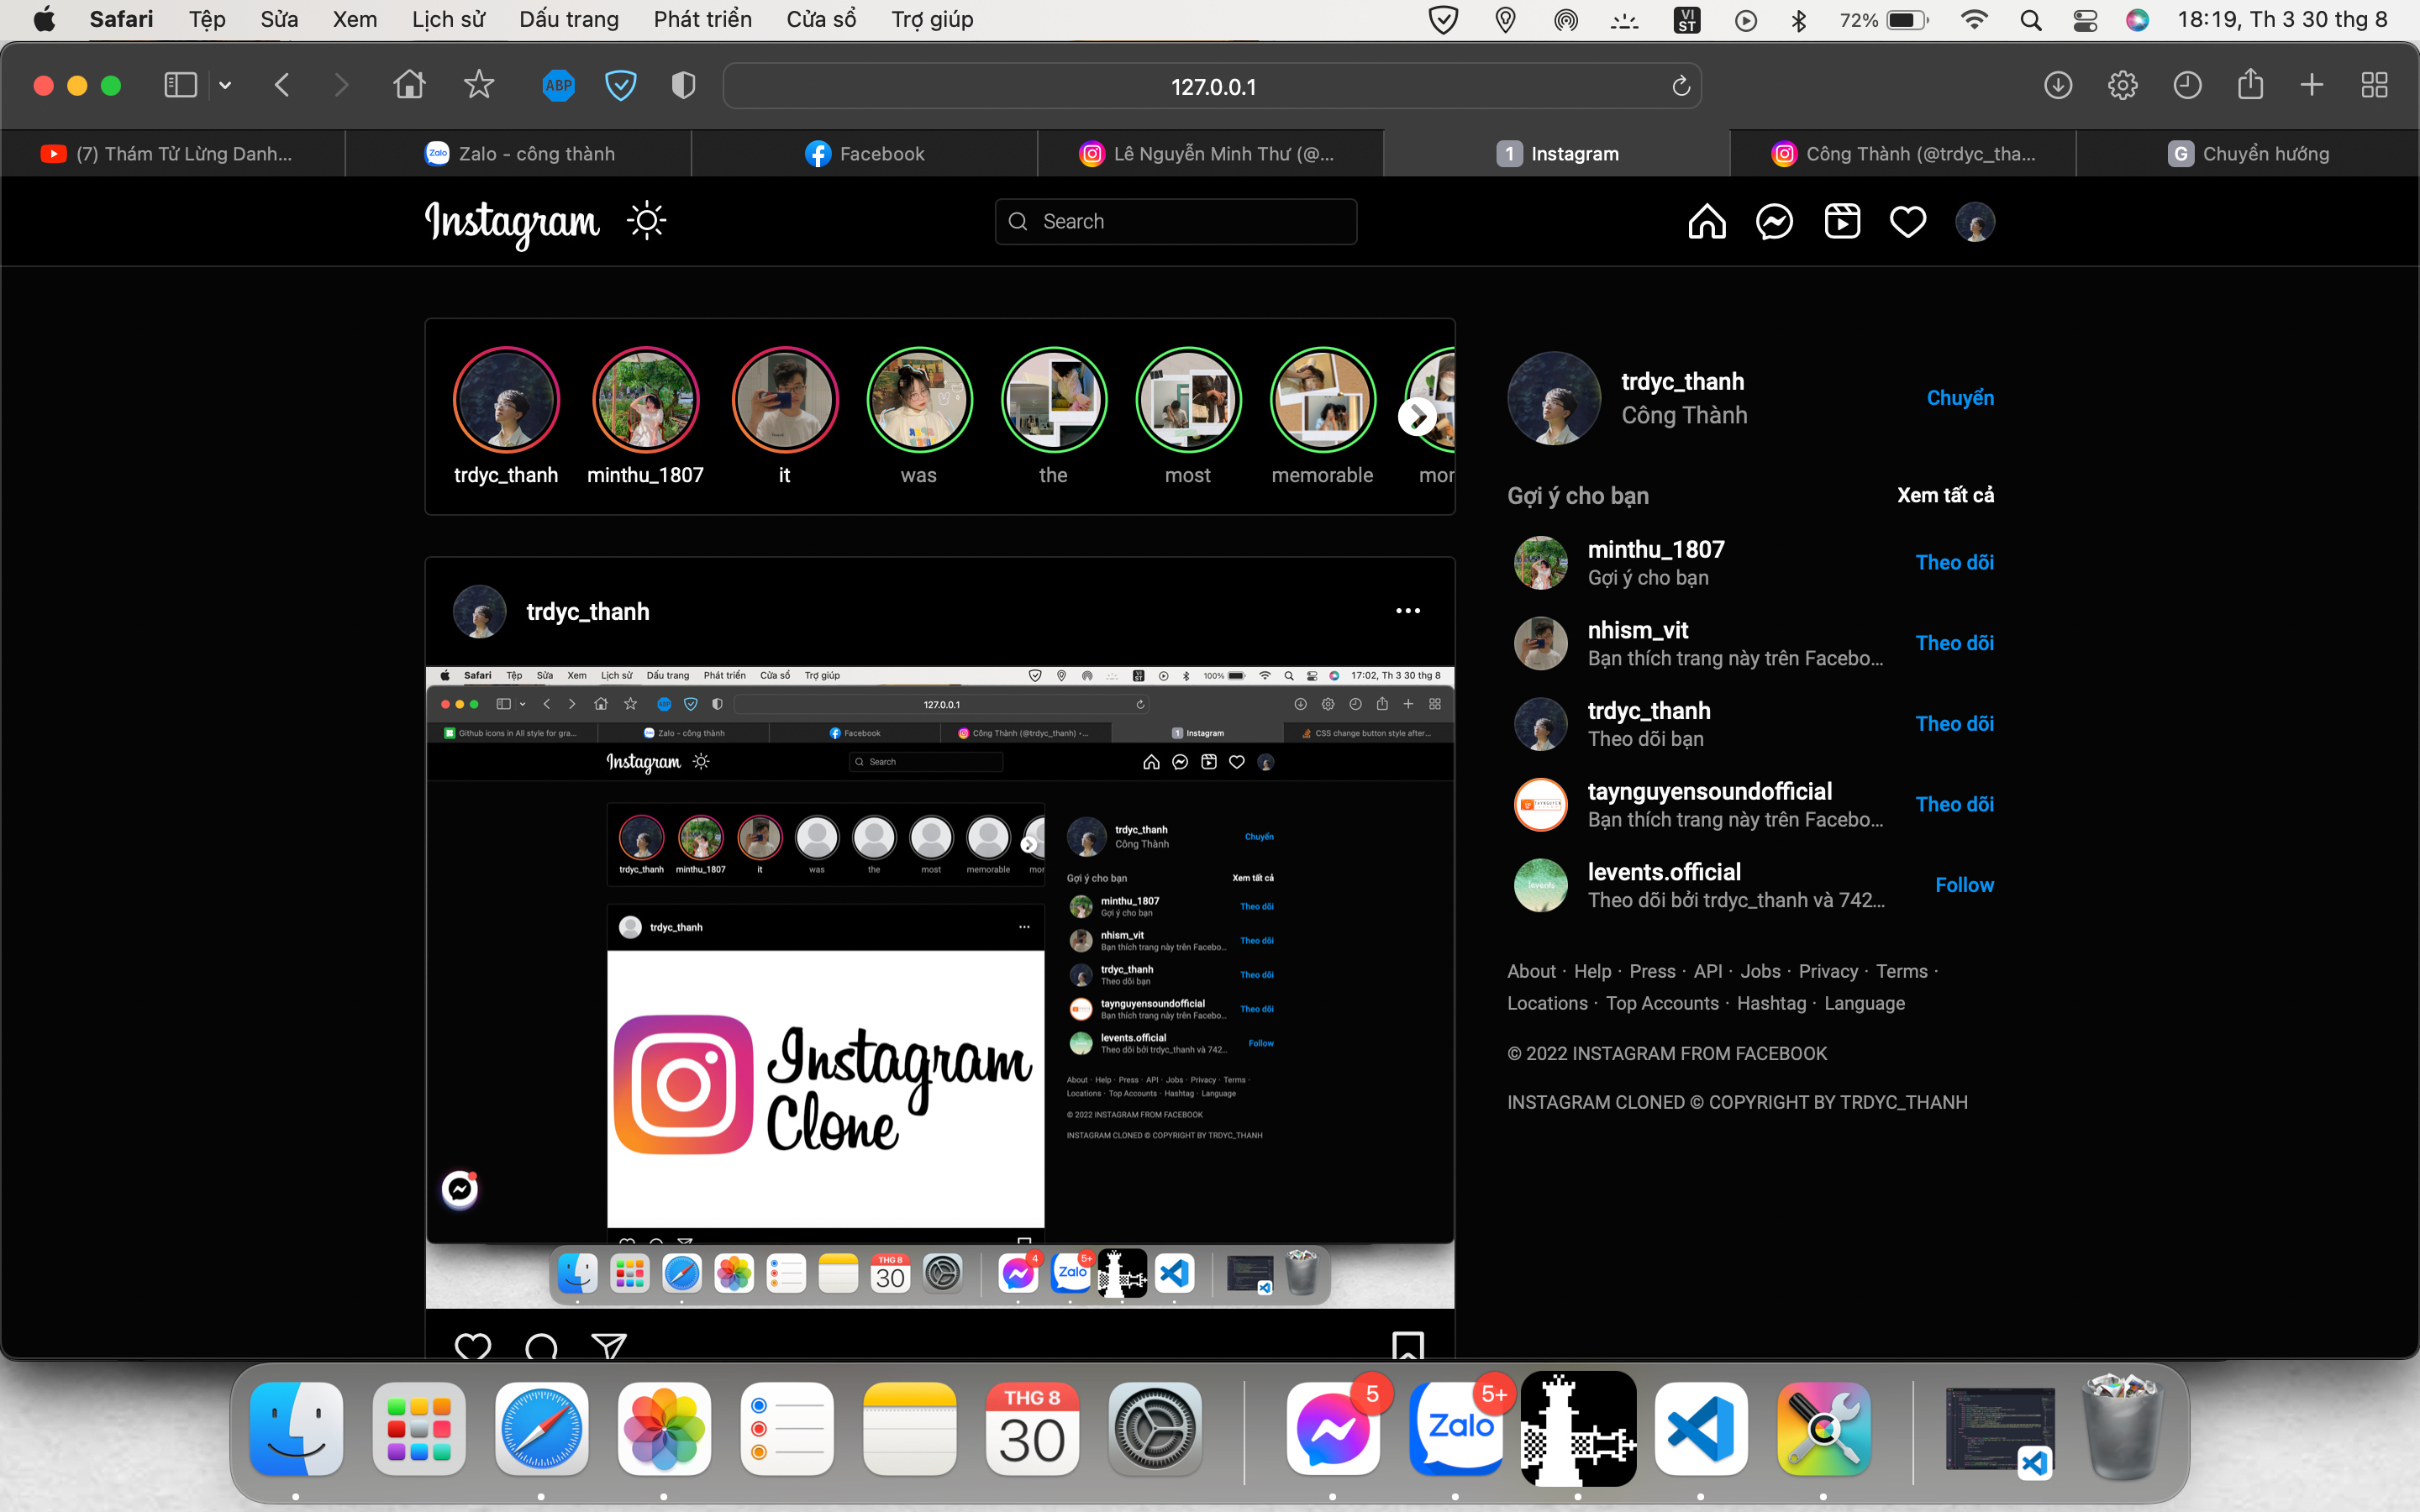 Safari Tệp Sửa Xem Lịch sử Dấu trang Phát triển Cửa sổ Trợ giúp VI ST 72% 18:19, Th 3 30 thg 8
ABP 127.0.0.1
(7) Thám Tử Lừng Danh... Zalo Zalo - công thành Facebook Lê Nguyễn Minh Thư (@... 1 Instagram Công Thành (@trdyc_tha... G Chuyển hướng
Instagram Search
trdyc_thanh minthu_1807 it was the most memorable mor
trdyc_thanh
Công Thành
Chuyển
Gợi ý cho bạn Xem tất cả
minthu_1807
Gợi ý cho bạn
Theo dõi
nhism_vit
Bạn thích trang này trên Facebo...
Theo dõi
trdyc_thanh
Theo dõi bạn
Theo dõi
taynguyensoundofficial
Bạn thích trang này trên Facebo...
Theo dõi
levents.official
Theo dõi bởi trdyc_thanh và 742...
Follow
About · Help · Press · API · Jobs · Privacy · Terms ·
Locations · Top Accounts · Hashtag · Language
© 2022 INSTAGRAM FROM FACEBOOK
INSTAGRAM CLONED © COPYRIGHT BY TRDYC_THANH
trdyc_thanh
Safari Tệp Sửa Xem Lịch sử Dấu trang Phát triển Cửa sổ Trợ giúp VI ST 100% 17:02, Th 3 30 thg 8
ABP 127.0.0.1
Github icons in All style for gra... Zalo - công thành Facebook Công Thành (@trdyc_thanh) •... 1 Instagram CSS change button style after...
Instagram Search
trdyc_thanh minthu_1807 it was the most memorable mor
trdyc_thanh
Công Thành
Chuyển
Gợi ý cho bạn Xem tất cả
minthu_1807
Gợi ý cho bạn
Theo dõi
nhism_vit
Bạn thích trang này trên Facebo...
Theo dõi
trdyc_thanh
Theo dõi bạn
Theo dõi
taynguyensoundofficial
Bạn thích trang này trên Facebo...
Theo dõi
levents.official
Theo dõi bởi trdyc_thanh và 742...
Follow
About · Help · Press · API · Jobs · Privacy · Terms ·
Locations · Top Accounts · Hashtag · Language
© 2022 INSTAGRAM FROM FACEBOOK
INSTAGRAM CLONED © COPYRIGHT BY TRDYC_THANH
trdyc_thanh
Instagram
Clone
THG 8
30
4
Zalo
5+
THG 8
30
5
Zalo
5+